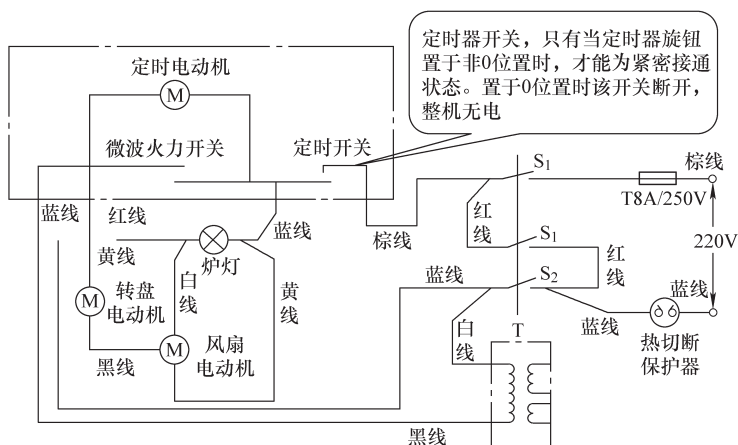 定时器开关，只有当定时器旋钮
置于非0位置时，才能为紧密接通
状态。置于0位置时该开关断开，
整机无电
定时电动机
M
微波火力开关
定时开关
S1
棕线
T8A/250V
蓝线
红线
蓝线
棕线
红线
220V
黄线
炉灯
S1
红线
白线
黄线
蓝线
S2
蓝线
M
转盘
电动机
白线
T
蓝线
热切断
保护器
M
风扇
电动机
黑线
黑线